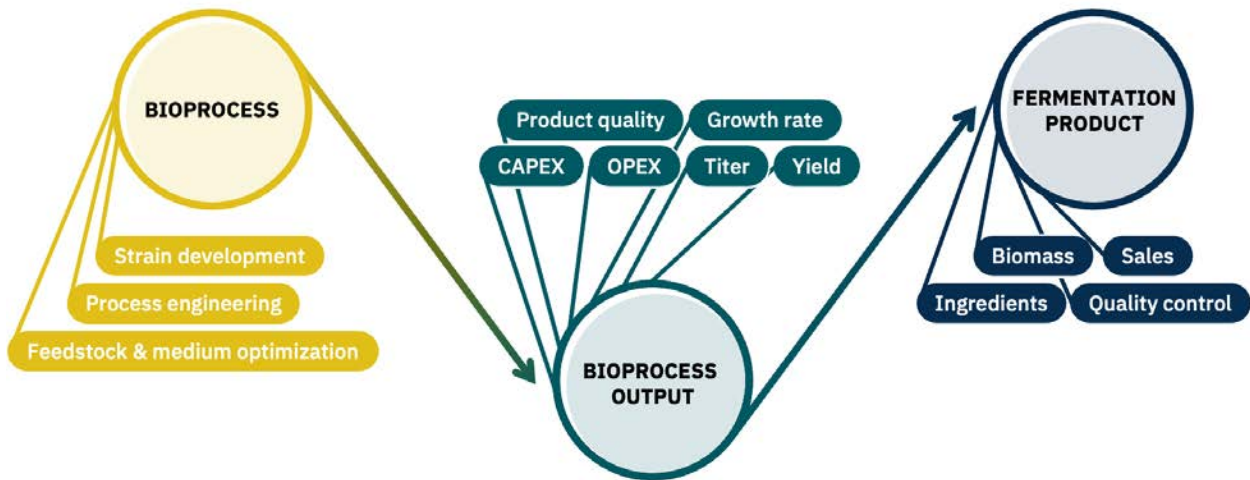 BIOPROCESS
Strain development
Process engineering
Feedstock & medium optimization
Product quality
Growth rate
CAPEX
OPEX
Titer
Yield
BIOPROCESS
OUTPUT
FERMENTATION
PRODUCT
Biomass
Sales
Ingredients
Quality control